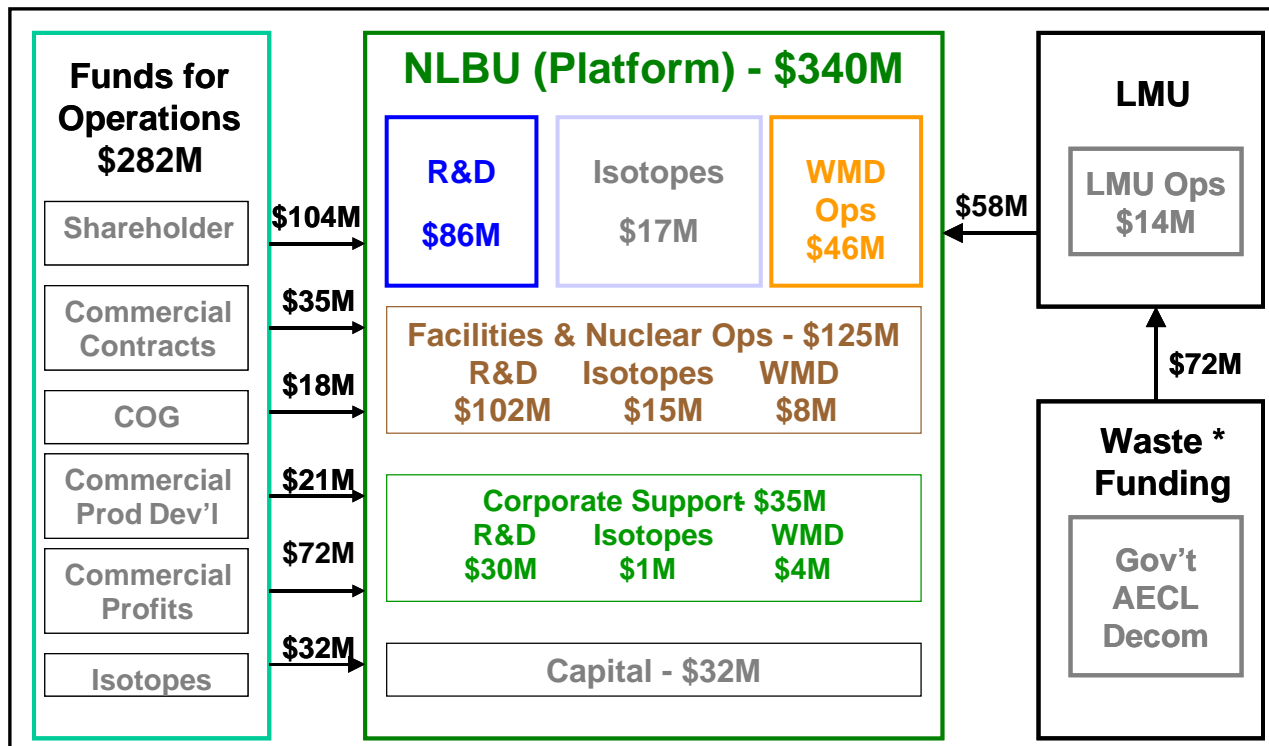 Funds for
Operations
$282M
Shareholder
Commercial
Contracts
COG
Commercial
Prod Dev'l
Commercial
Profits
Isotopes
$104M
$35M
$18M
$21M
$72M
$32M
NLBU (Platform) - $340M
R&D
$86M
Isotopes
$17M
WMD
Ops
$46M
Facilities & Nuclear Ops - $125M
R&D Isotopes WMD
$102M $15M $8M
Corporate Support- $35M
R&D Isotopes WMD
$30M $1M $4M
Capital - $32M
$58M
LMU
LMU Ops
$14M
$72M
Waste *
Funding
Gov't
AECL
Decom